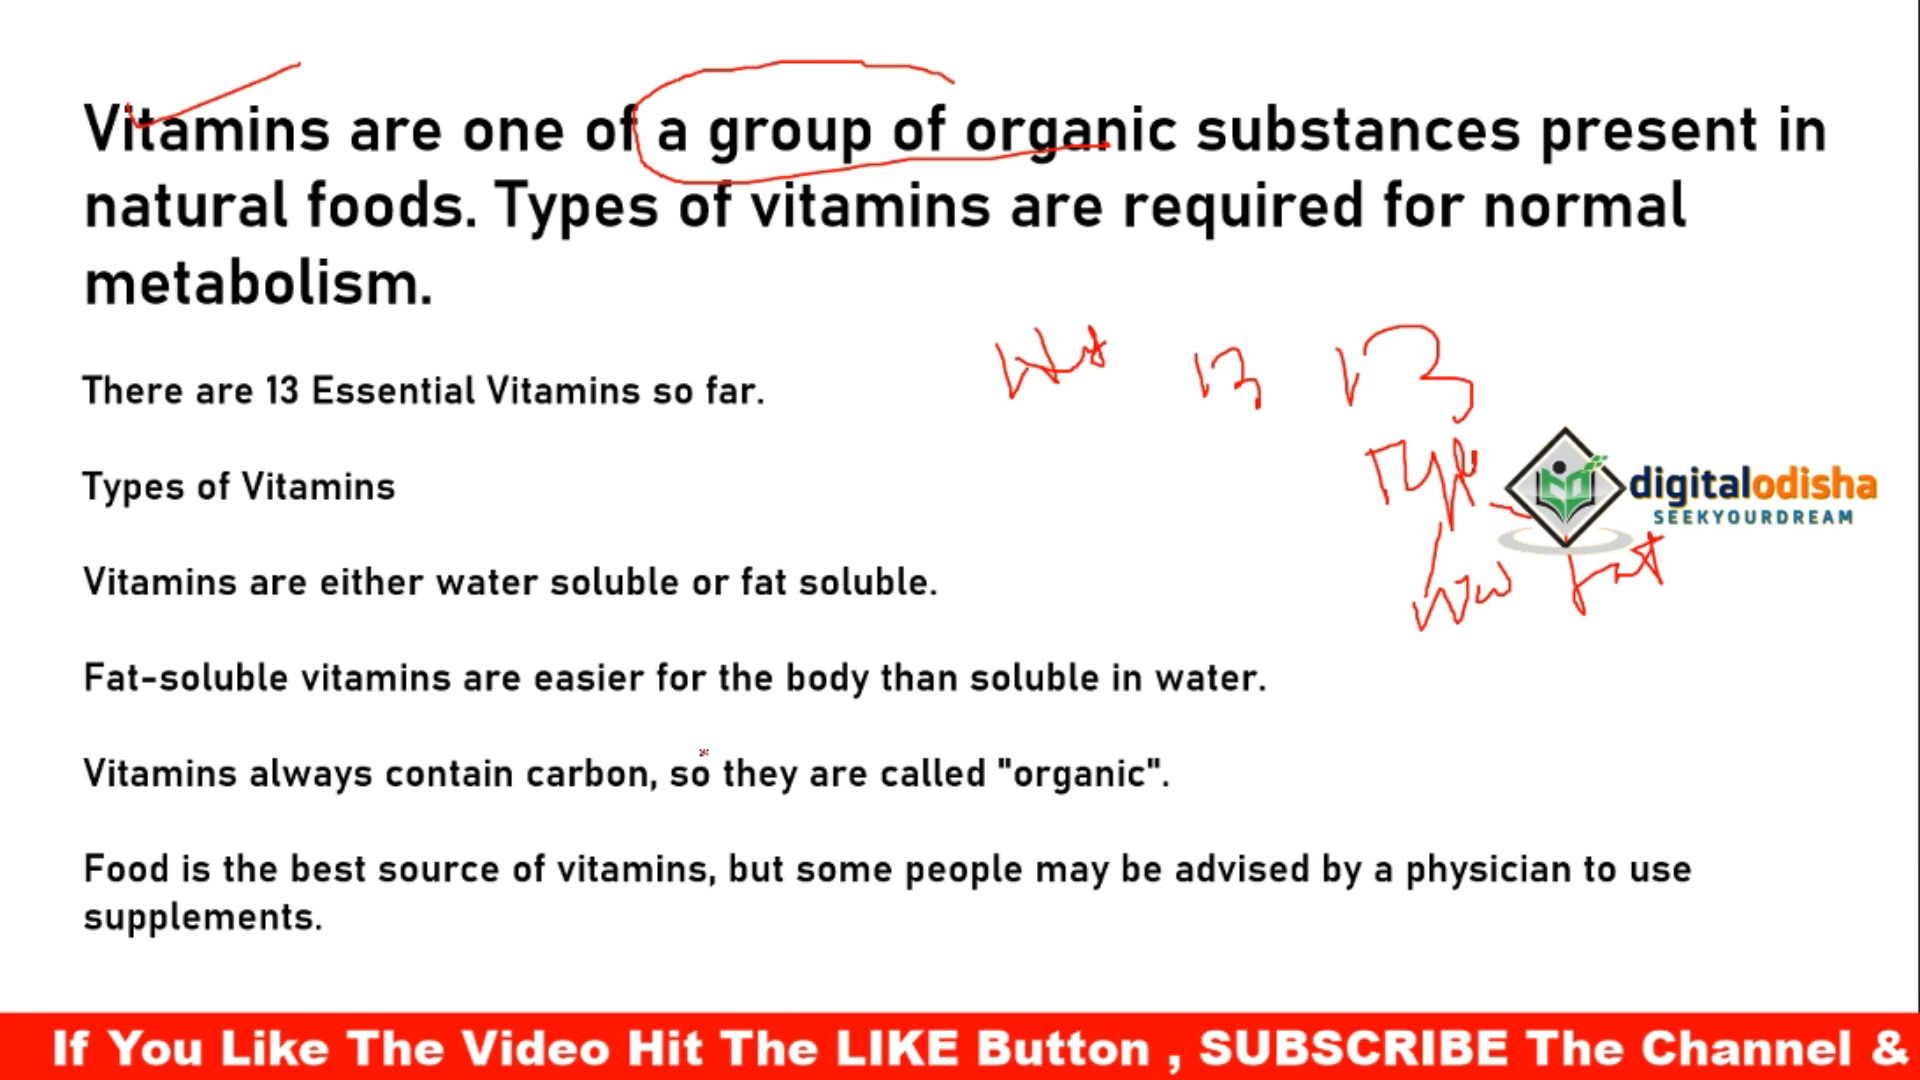 Vitamins are one of a group of organic substances present in
natural foods. Types of vitamins are required for normal
metabolism.
There are 13 Essential Vitamins so far.
13 13
Types of Vitamins
Type
digitalodisha
SEEKYOURDREAM
Vitamins are either water soluble or fat soluble.
fat
Fat-soluble vitamins are easier for the body than soluble in water.
Vitamins always contain carbon, so they are called "organic".
Food is the best source of vitamins, but some people may be advised by a physician to use
supplements.
If You Like The Video Hit The LIKE Button , SUBSCRIBE The Channel &